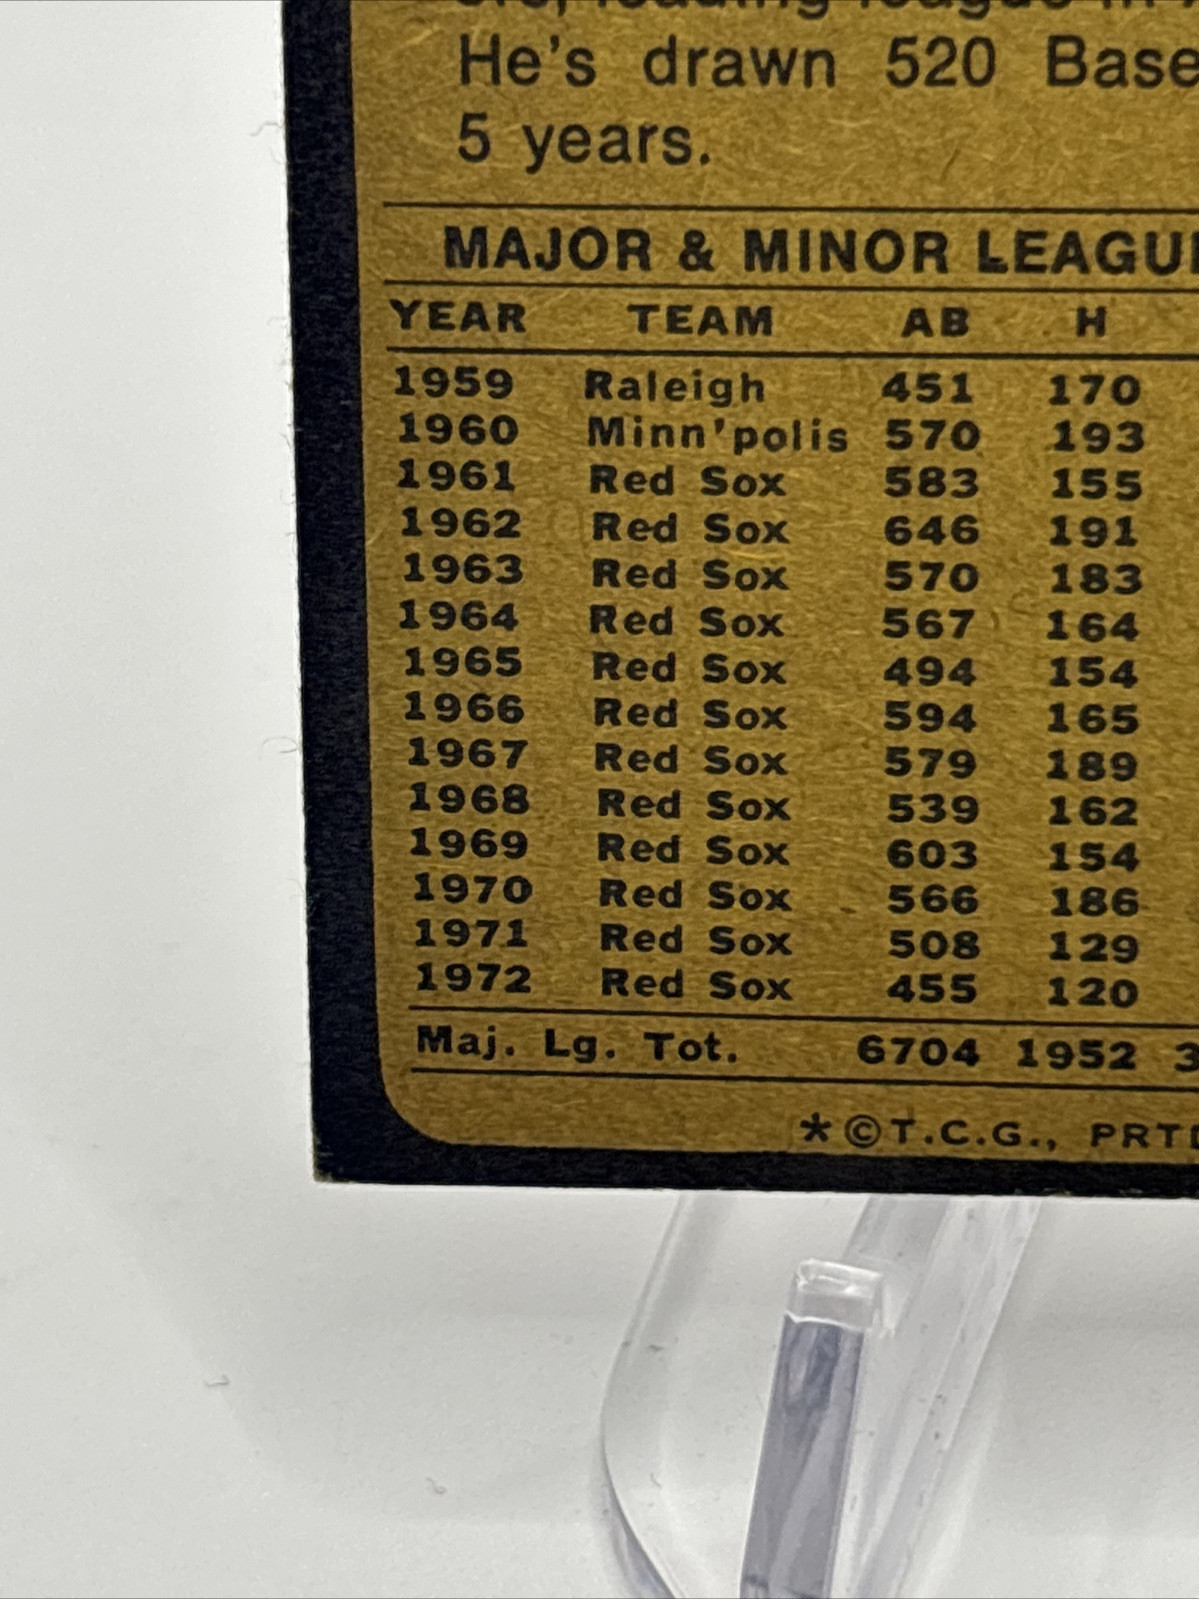 He's drawn 520 Base
5 years.
MAJOR & MINOR LEAGU
YEAR TEAM AB H
1959 Raleigh 451 170
1960 Minn'polis 570 193
1961 Red Sox 583 155
1962 Red Sox 646 191
1963 Red Sox 570 183
1964 Red Sox 567 164
1965 Red Sox 494 154
1966 Red Sox 594 165
1967 Red Sox 579 189
1968 Red Sox 539 162
1969 Red Sox 603 154
1970 Red Sox 566 186
1971 Red Sox 508 129
1972 Red Sox 455 120
Maj. Lg. Tot. 6704 1952 3
*©T.C.G., PRT